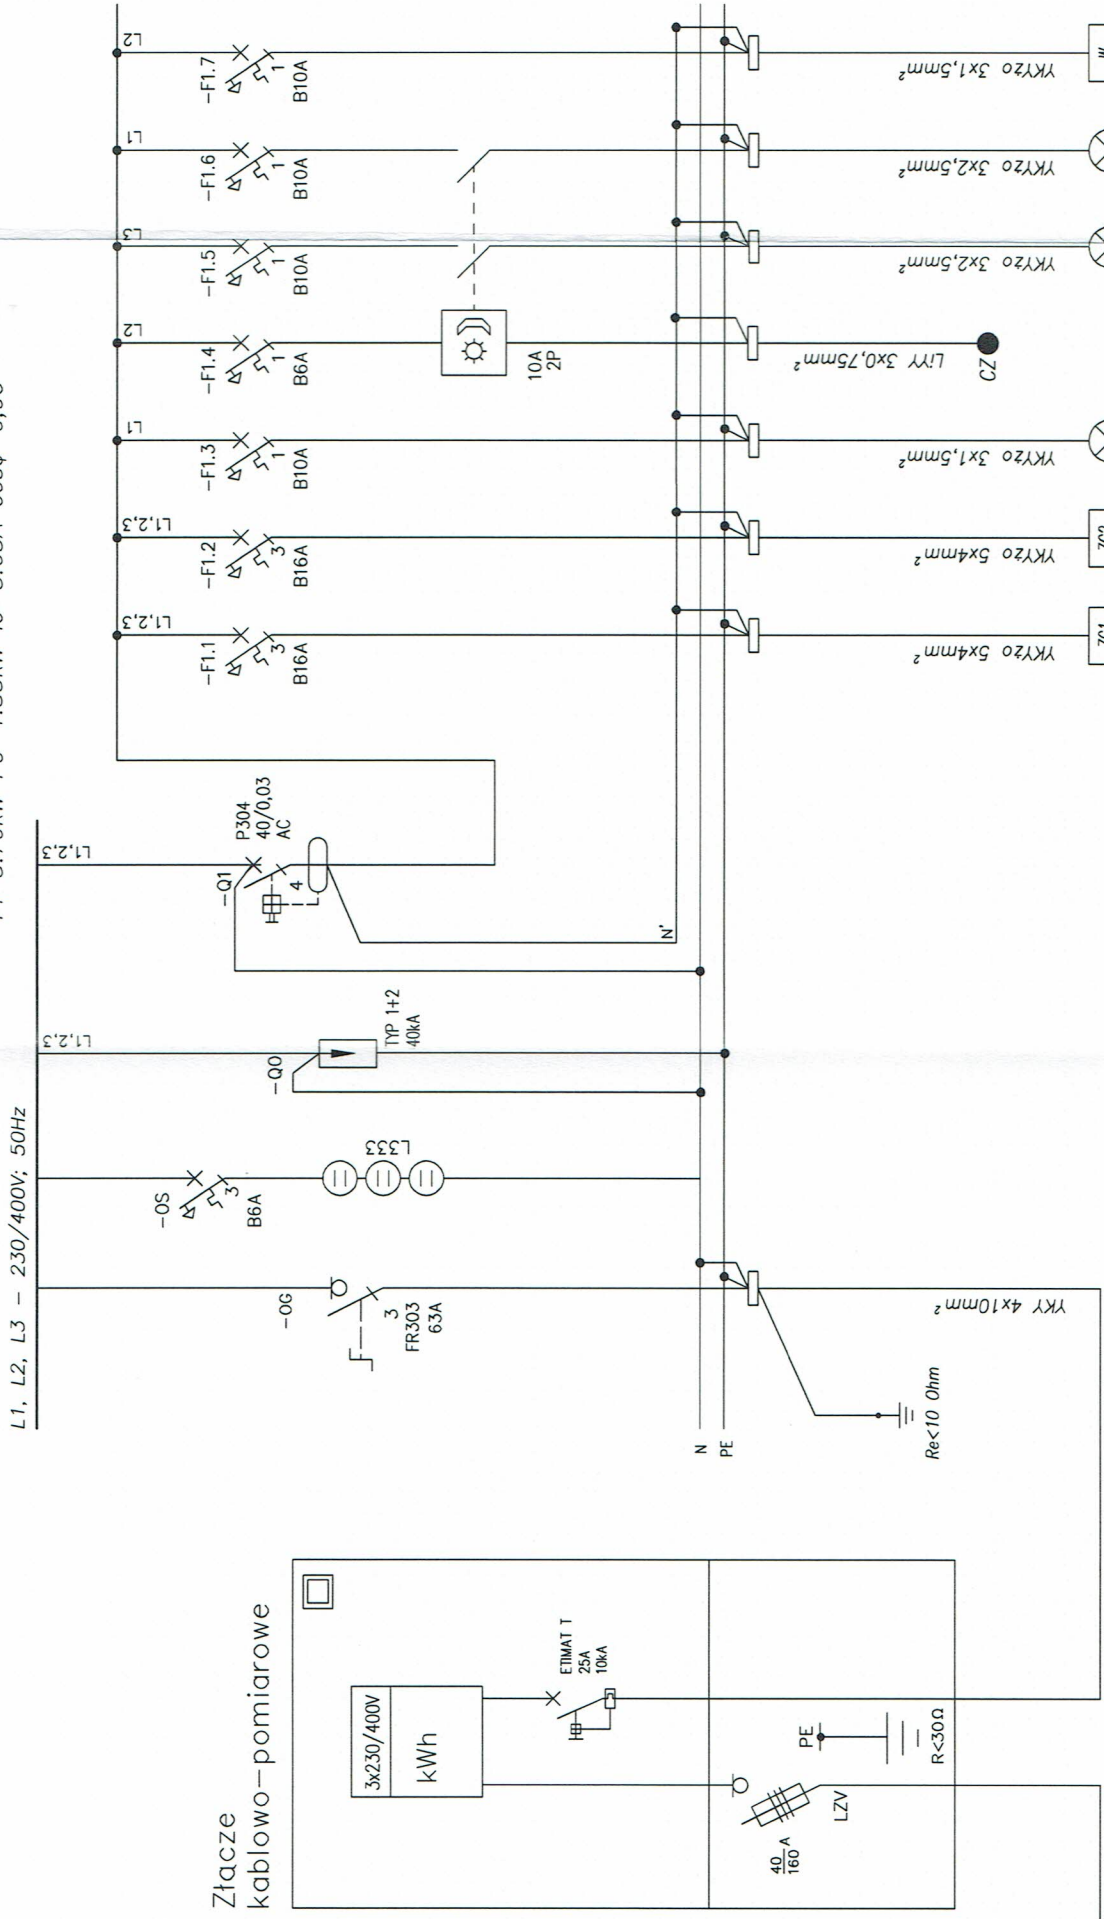 L1, L2, L3 - 230/400V; 50Hz
Złącze
kablowo-pomiarowe
3x230/400V
kWh
ETIMAT T
25A
10kA
PE
R<30Ω
LZV
40
160
A
-OG
3
FR303
63A
N
PE
YKY 4x10mm²
Re<10 Ohm
-OS
3
B6A
L333
L1,2,3
-Q0
TYP 1+2
40kA
L1,2,3
-Q1
P304
40/0,03
AC
4
N'
L1,2,3
-F1.1
3
B16A
YKYżo 5x4mm²
L1,2,3
-F1.2
3
B16A
YKYżo 5x4mm²
L1
-F1.3
1
B10A
YKYżo 3x1,5mm²
L2
-F1.4
1
B6A
10A
2P
LiYY 3x0,75mm²
CZ
L3
-F1.5
1
B10A
YKYżo 3x2,5mm²
L1
-F1.6
1
B10A
YKYżo 3x2,5mm²
L2
-F1.7
1
B10A
YKYżo 3x1,5mm²